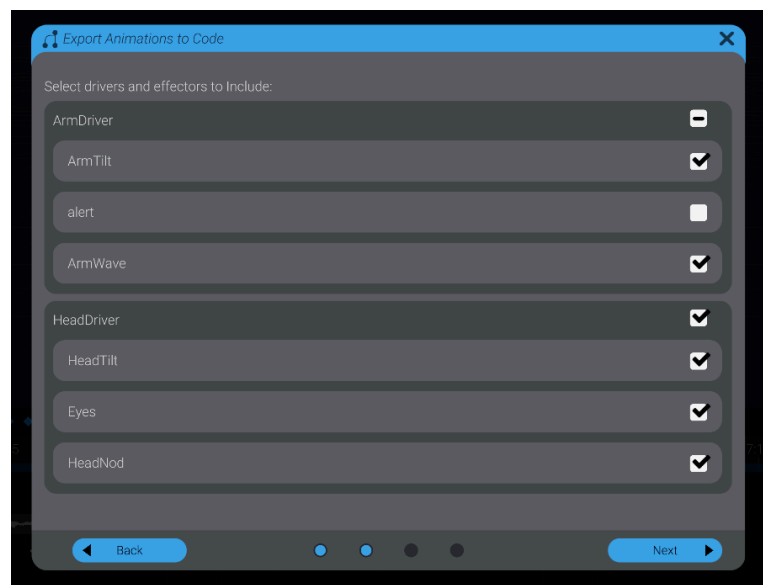 Export Animations to Code
Select drivers and effectors to Include:
ArmDriver
ArmTilt
alert
ArmWave
HeadDriver
HeadTilt
Eyes
HeadNod
Back
Next